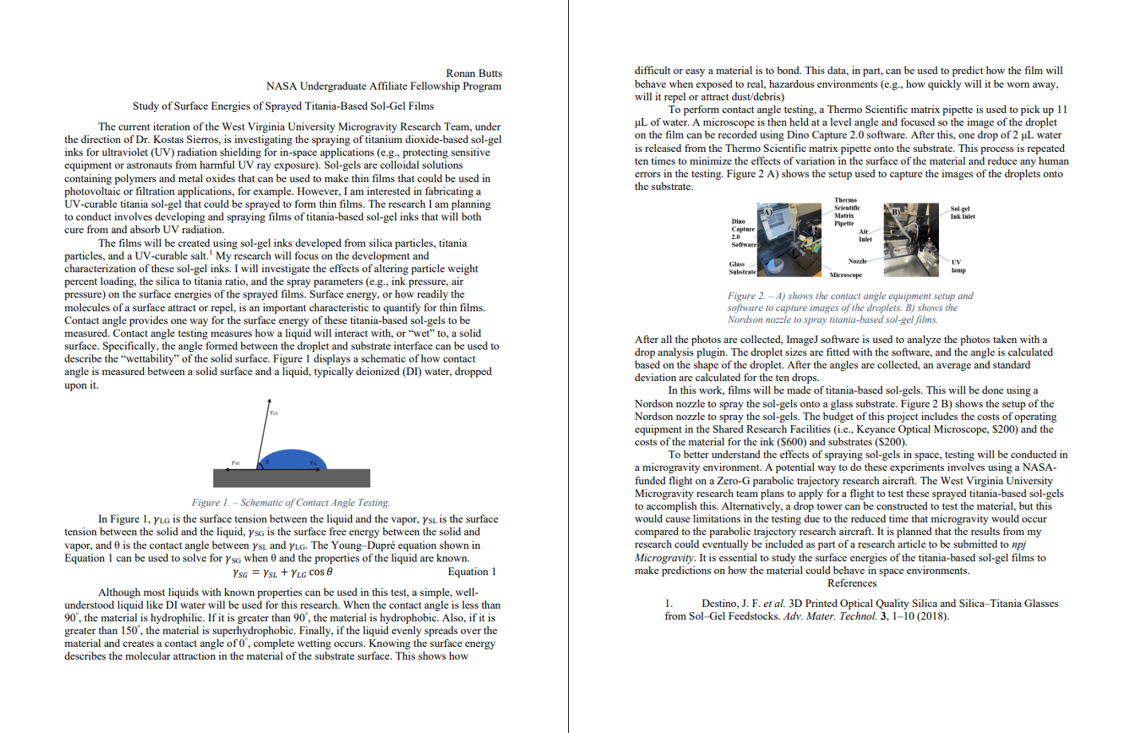 Ronan Butts
NASA Undergraduate Affiliate Fellowship Program
Study of Surface Energies of Sprayed Titania-Based Sol-Gel Films
The current iteration of the West Virginia University Microgravity Research Team, under
the direction of Dr. Kostas Sierros, is investigating the spraying of titanium dioxide-based sol-gel
inks for ultraviolet (UV) radiation shielding for in-space applications (e.g., protecting sensitive
equipment or astronauts from harmful UV ray exposure). Sol-gels are colloidal solutions
containing polymers and metal oxides that can be used to make thin films that could be used in
photovoltaic or filtration applications, for example. However, I am interested in fabricating a
UV-curable titania sol-gel that could be sprayed to form thin films. The research I am planning
to conduct involves developing and spraying films of titania-based sol-gel inks that will both
cure from and absorb UV radiation.
The films will be created using sol-gel inks developed from silica particles, titania
particles, and a UV-curable salt.¹ My research will focus on the development and
characterization of these sol-gel inks. I will investigate the effects of altering particle weight
percent loading, the silica to titania ratio, and the spray parameters (e.g., ink pressure, air
pressure) on the surface energies of the sprayed films. Surface energy, or how readily the
molecules of a surface attract or repel, is an important characteristic to quantify for thin films.
Contact angle provides one way for the surface energy of these titania-based sol-gels to be
measured. Contact angle testing measures how a liquid will interact with, or “wet” to, a solid
surface. Specifically, the angle formed between the droplet and substrate interface can be used to
describe the “wettability” of the solid surface. Figure 1 displays a schematic of how contact
angle is measured between a solid surface and a liquid, typically deionized (DI) water, dropped
upon it.
γLG
γSG θ γSL
Figure 1. – Schematic of Contact Angle Testing.
In Figure 1, γLG is the surface tension between the liquid and the vapor, γSL is the surface
tension between the solid and the liquid, γSG is the surface free energy between the solid and
vapor, and θ is the contact angle between γSL and γLG. The Young–Dupré equation shown in
Equation 1 can be used to solve for γSG when θ and the properties of the liquid are known.
γSG = γSL + γLG cos θ Equation 1
Although most liquids with known properties can be used in this test, a simple, well-
understood liquid like DI water will be used for this research. When the contact angle is less than
90°, the material is hydrophilic. If it is greater than 90°, the material is hydrophobic. Also, if it is
greater than 150°, the material is superhydrophobic. Finally, if the liquid evenly spreads over the
material and creates a contact angle of 0°, complete wetting occurs. Knowing the surface energy
describes the molecular attraction in the material of the substrate surface. This shows how
difficult or easy a material is to bond. This data, in part, can be used to predict how the film will
behave when exposed to real, hazardous environments (e.g., how quickly will it be worn away,
will it repel or attract dust/debris)
To perform contact angle testing, a Thermo Scientific matrix pipette is used to pick up 11
μL of water. A microscope is then held at a level angle and focused so the image of the droplet
on the film can be recorded using Dino Capture 2.0 software. After this, one drop of 2 μL water
is released from the Thermo Scientific matrix pipette onto the substrate. This process is repeated
ten times to minimize the effects of variation in the surface of the material and reduce any human
errors in the testing. Figure 2 A) shows the setup used to capture the images of the droplets onto
the substrate.
A)
Dino
Capture
2.0
Software
Glass
Substrate
Thermo
Scientific
Matrix
Pipette
Microscope
B)
Air
Inlet
Nozzle
Sol-gel
Ink Inlet
UV
lamp
Figure 2. – A) shows the contact angle equipment setup and
software to capture images of the droplets. B) shows the
Nordson nozzle to spray titania-based sol-gel films.
After all the photos are collected, ImageJ software is used to analyze the photos taken with a
drop analysis plugin. The droplet sizes are fitted with the software, and the angle is calculated
based on the shape of the droplet. After the angles are collected, an average and standard
deviation are calculated for the ten drops.
In this work, films will be made of titania-based sol-gels. This will be done using a
Nordson nozzle to spray the sol-gels onto a glass substrate. Figure 2 B) shows the setup of the
Nordson nozzle to spray the sol-gels. The budget of this project includes the costs of operating
equipment in the Shared Research Facilities (i.e., Keyance Optical Microscope, $200) and the
costs of the material for the ink ($600) and substrates ($200).
To better understand the effects of spraying sol-gels in space, testing will be conducted in
a microgravity environment. A potential way to do these experiments involves using a NASA-
funded flight on a Zero-G parabolic trajectory research aircraft. The West Virginia University
Microgravity research team plans to apply for a flight to test these sprayed titania-based sol-gels
to accomplish this. Alternatively, a drop tower can be constructed to test the material, but this
would cause limitations in the testing due to the reduced time that microgravity would occur
compared to the parabolic trajectory research aircraft. It is planned that the results from my
research could eventually be included as part of a research article to be submitted to npj
Microgravity. It is essential to study the surface energies of the titania-based sol-gel films to
make predictions on how the material could behave in space environments.
References
1. Destino, J. F. et al. 3D Printed Optical Quality Silica and Silica–Titania Glasses
from Sol–Gel Feedstocks. Adv. Mater. Technol. 3, 1–10 (2018).